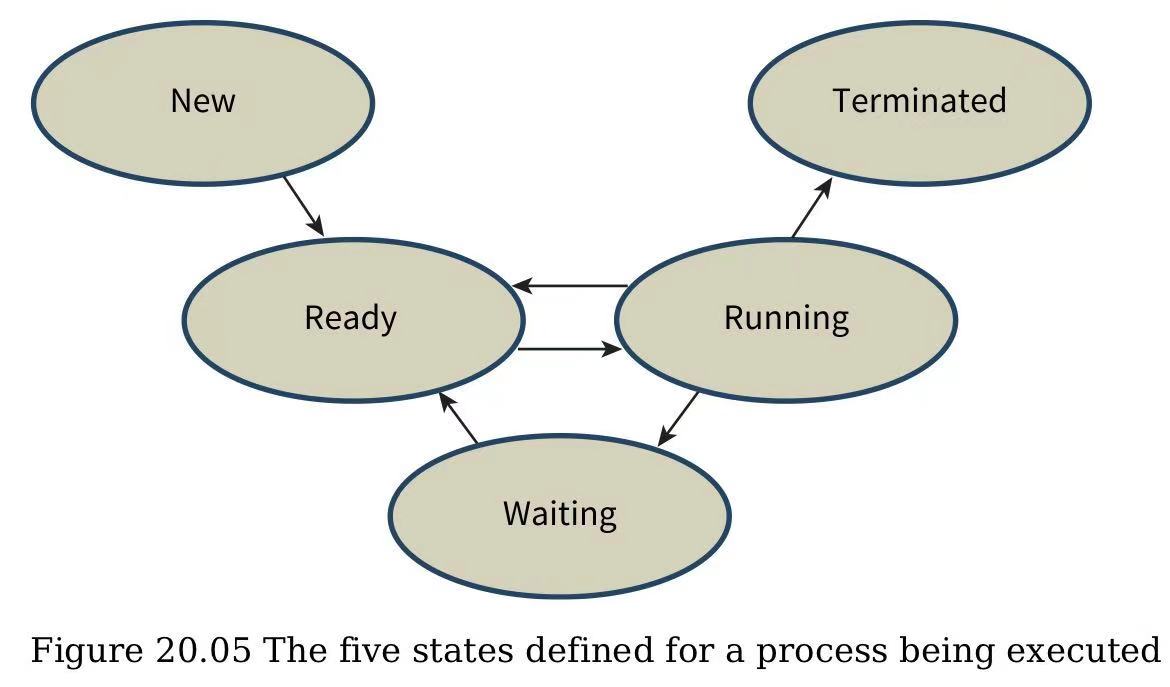 New
Terminated
Ready
Running
Waiting
Figure 20.05 The five states defined for a process being executed